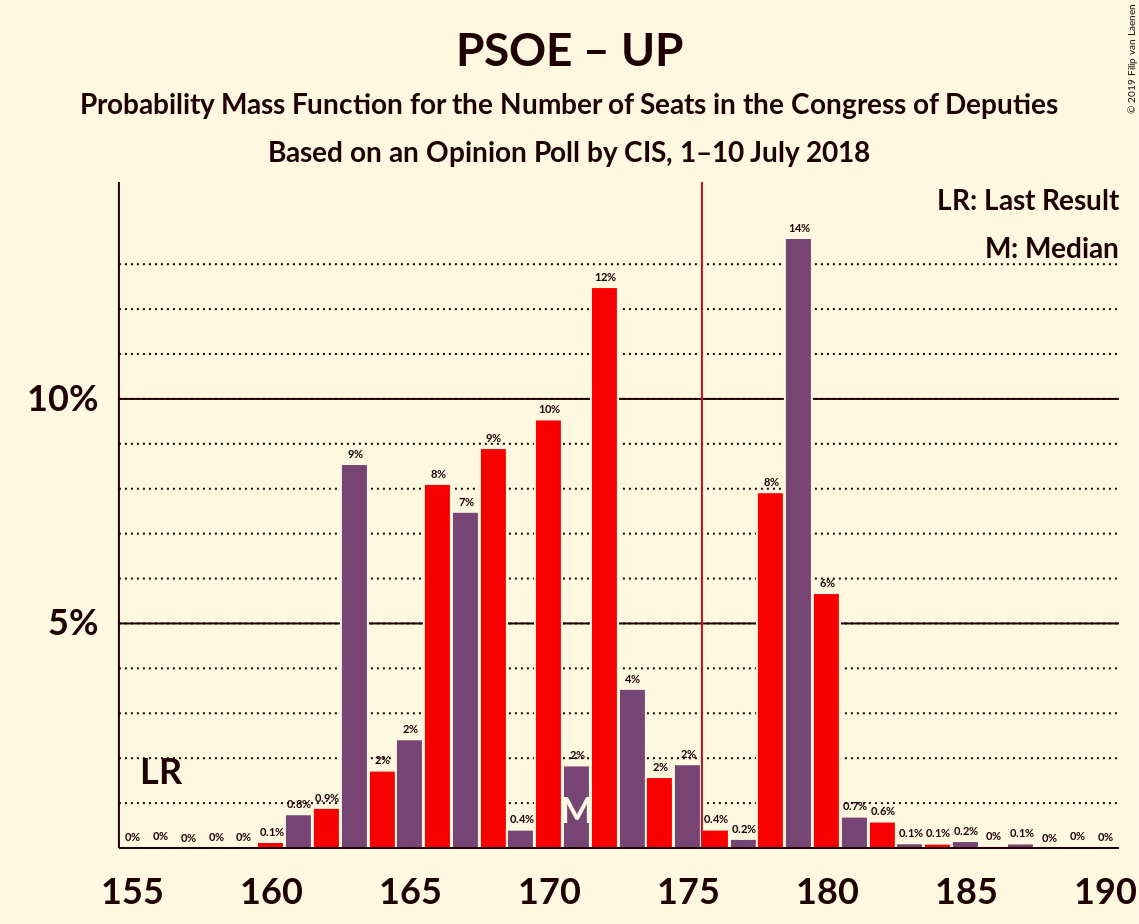 PSOE – UP
Probability Mass Function for the Number of Seats in the Congress of Deputies
Based on an Opinion Poll by CIS, 1–10 July 2018
© 2019 Filip van Laenen
LR: Last Result
M: Median
10%
5%
LR
M
0% 0% 0% 0% 0% 0.1% 0.8% 0.9% 9% 2% 2% 8% 7% 9% 0.4% 10% 2% 12% 4% 2% 2% 0.4% 0.2% 8% 14% 6% 0.7% 0.6% 0.1% 0.1% 0.2% 0% 0.1% 0% 0% 0%
155 160 165 170 175 180 185 190